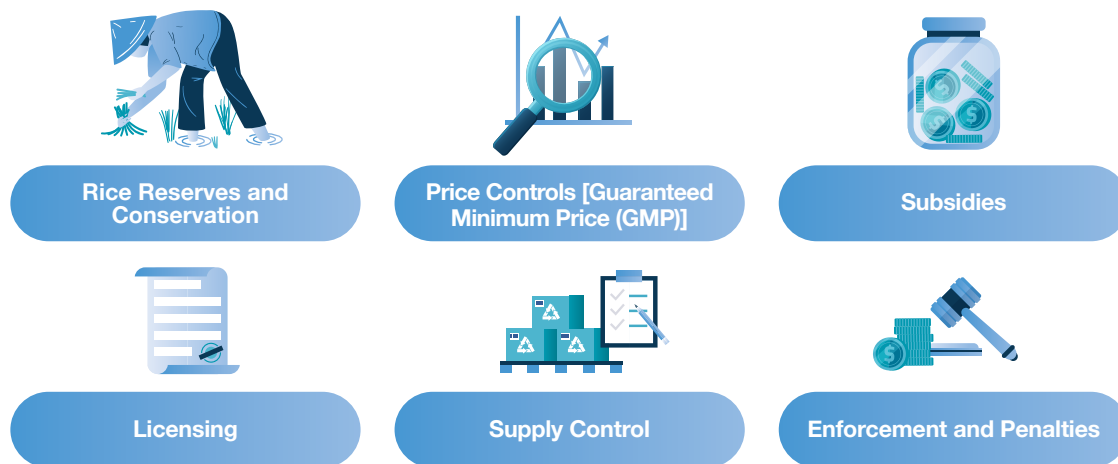 Rice Reserves and
Conservation
Price Controls [Guaranteed
Minimum Price (GMP)]
Subsidies
Licensing
Supply Control
Enforcement and Penalties